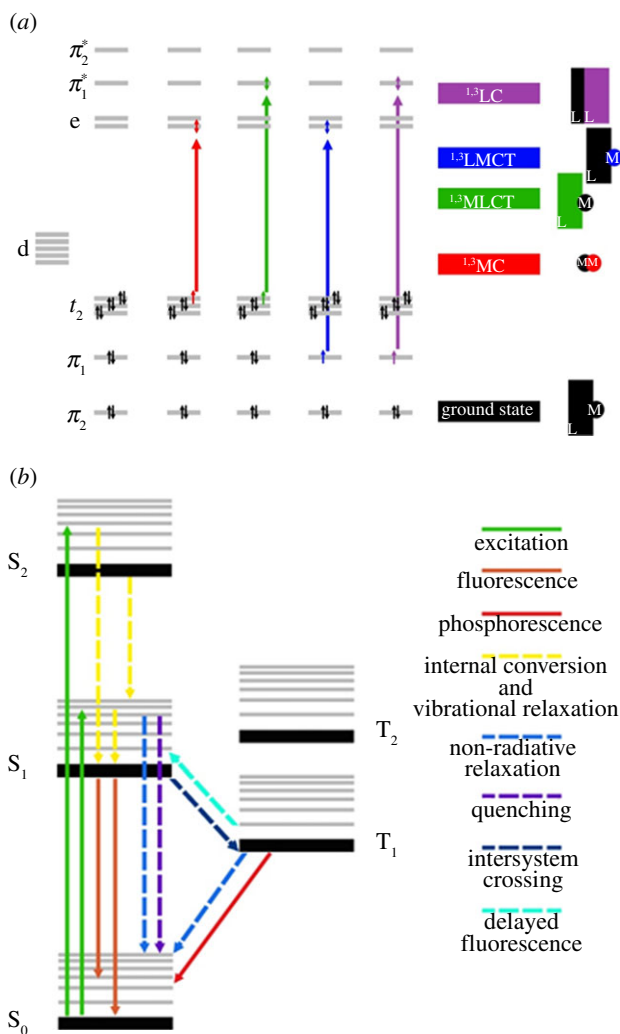 (a)
π₂*
π₁*
e
d
t₂
π₁
π₂
¹,³LC
¹,³LMCT
¹,³MLCT
¹,³MC
ground state
L L
L M
L M
MM
L M
(b)
S₂
S₁
S₀
T₂
T₁
excitation
fluorescence
phosphorescence
internal conversion
and
vibrational relaxation
non-radiative
relaxation
quenching
intersystem
crossing
delayed
fluorescence